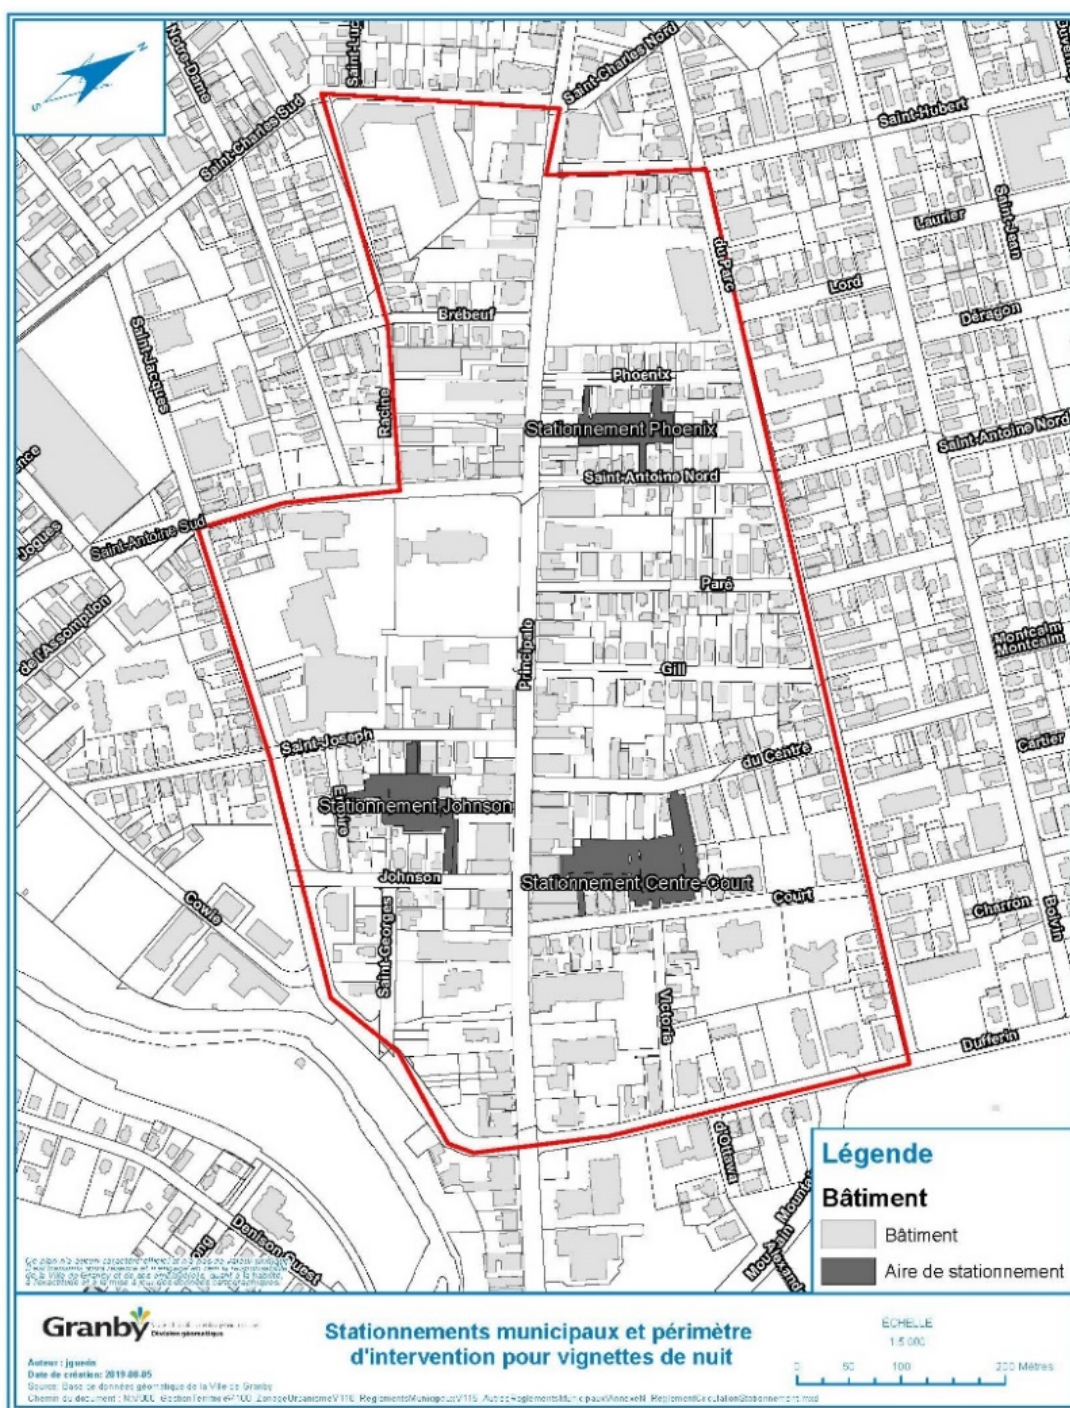 N
S
Notre-Dame
Saint-Luc
Saint-Charles Nord
Saint-Charles Sud
Saint-Hubert
Laurier
Saint-Jean
du Parc
Lord
Déragon
Brébeuf
Saint-Jacques
Phoenix
Racine
Stationnement Phoenix
Saint-Antoine Nord
Saint-Antoine Nord
Saint-Antoine Sud
Paré
de l'Assomption
Principale
Montcalm
Montcalm
Gill
Saint-Joseph
du Centre
Cartier
Stationnement Johnson
Johnson
Stationnement Centre-Court
Court
Charron
Boivin
Cowie
Saint-Georges
Victoria
Dufferin
d'Ottawa
Denison Ouest
Légende
Bâtiment
Bâtiment
Aire de stationnement
Granby
Division géomatique
Stationnements municipaux et périmètre
d'intervention pour vignettes de nuit
ÉCHELLE
1:5 000
0 50 100 200 Mètres
Auteur : jguedin
Date de création: 2019-08-05
Source: Base de données géomatique de la Ville de Granby